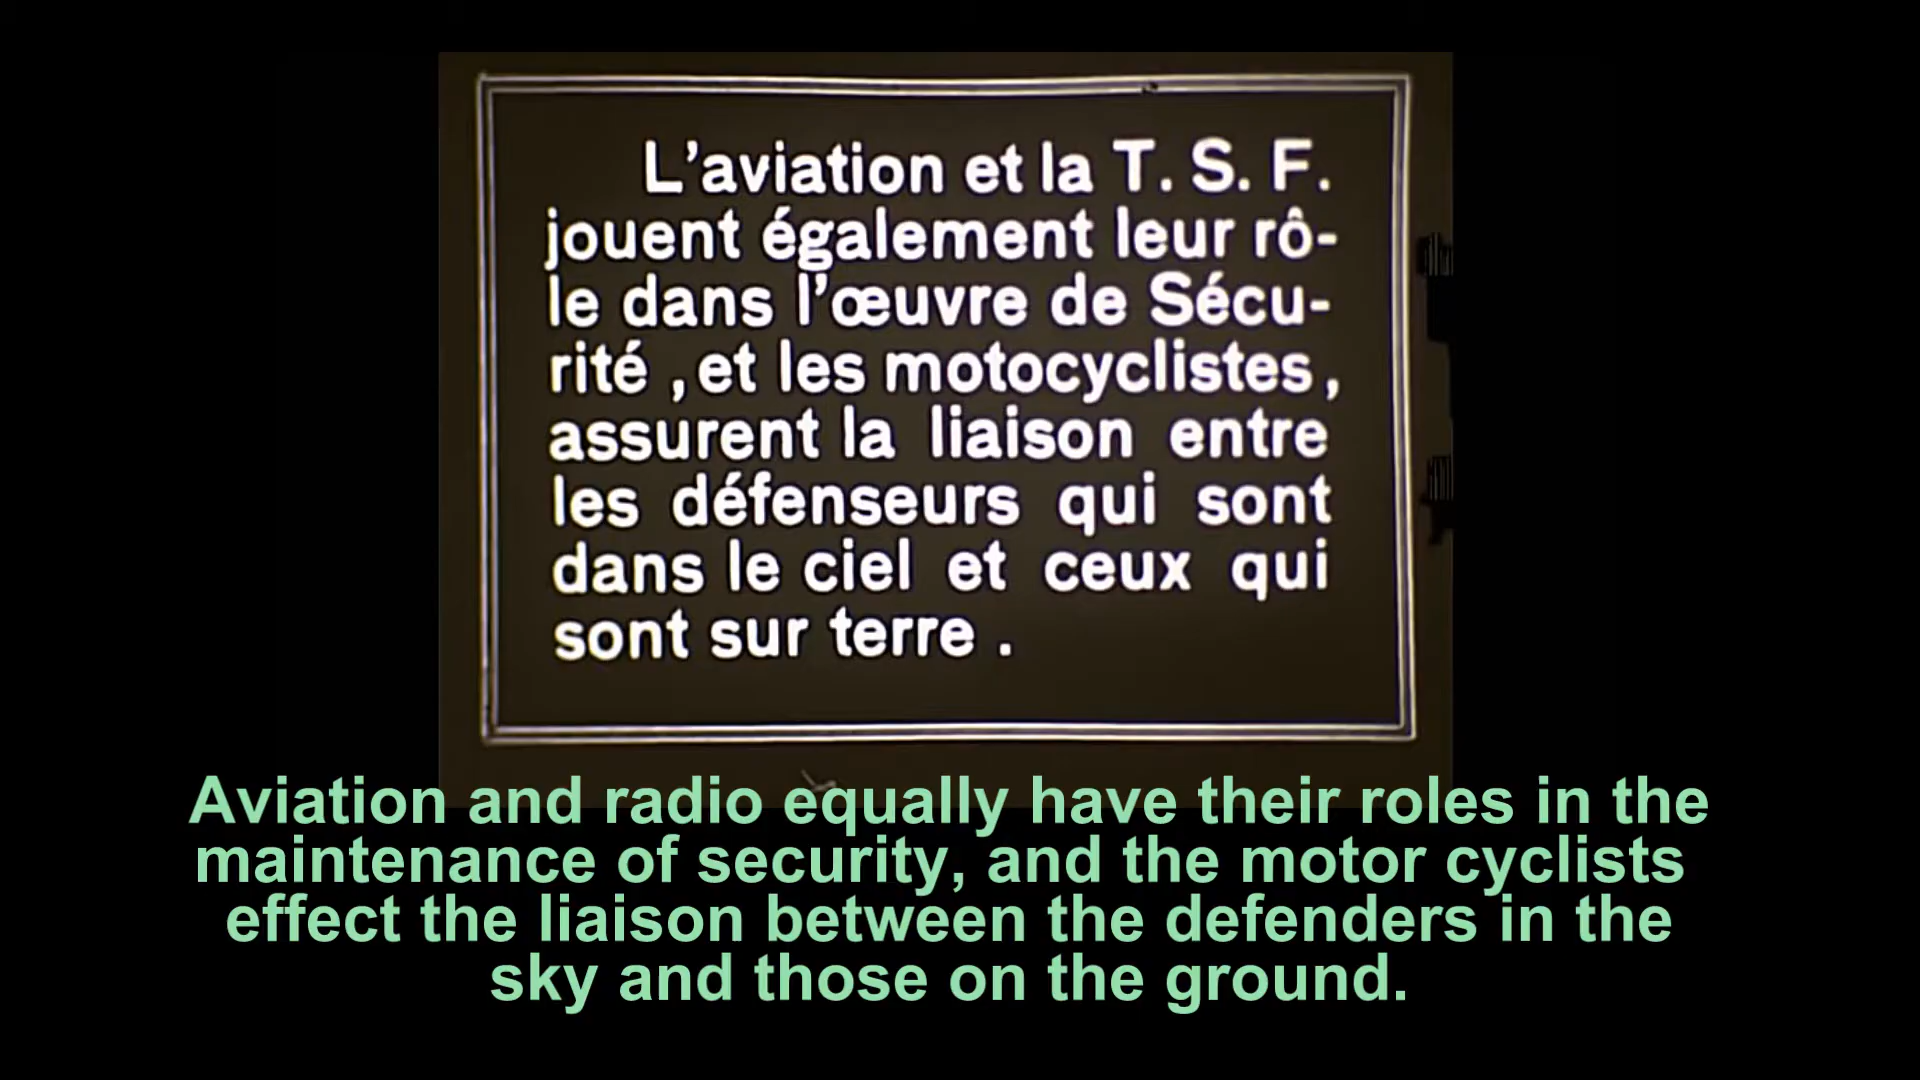 L'aviation et la T. S. F.
jouent également leur rô-
le dans l'œuvre de Sécu-
rité , et les motocyclistes,
assurent la liaison entre
les défenseurs qui sont
dans le ciel et ceux qui
sont sur terre .
Aviation and radio equally have their roles in the
maintenance of security, and the motor cyclists
effect the liaison between the defenders in the
sky and those on the ground.